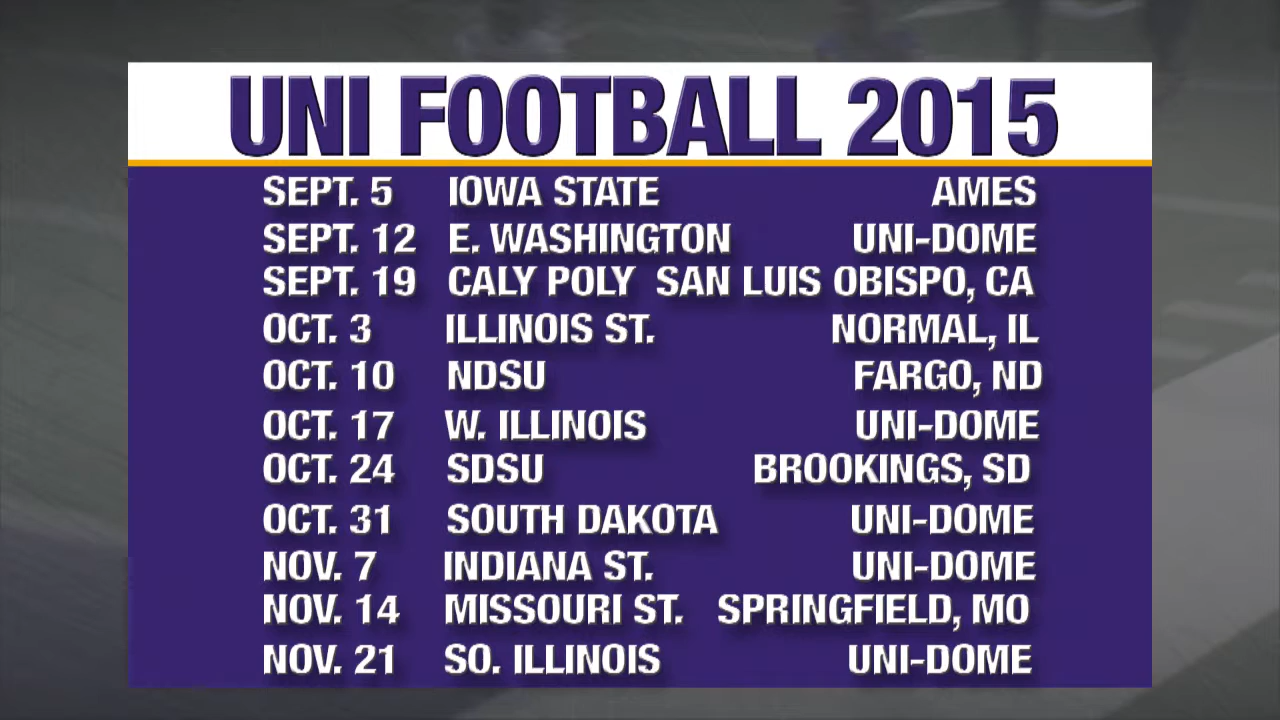 UNI FOOTBALL 2015
SEPT. 5 IOWA STATE AMES
SEPT. 12 E. WASHINGTON UNI-DOME
SEPT. 19 CALY POLY SAN LUIS OBISPO, CA
OCT. 3 ILLINOIS ST. NORMAL, IL
OCT. 10 NDSU FARGO, ND
OCT. 17 W. ILLINOIS UNI-DOME
OCT. 24 SDSU BROOKINGS, SD
OCT. 31 SOUTH DAKOTA UNI-DOME
NOV. 7 INDIANA ST. UNI-DOME
NOV. 14 MISSOURI ST. SPRINGFIELD, MO
NOV. 21 SO. ILLINOIS UNI-DOME